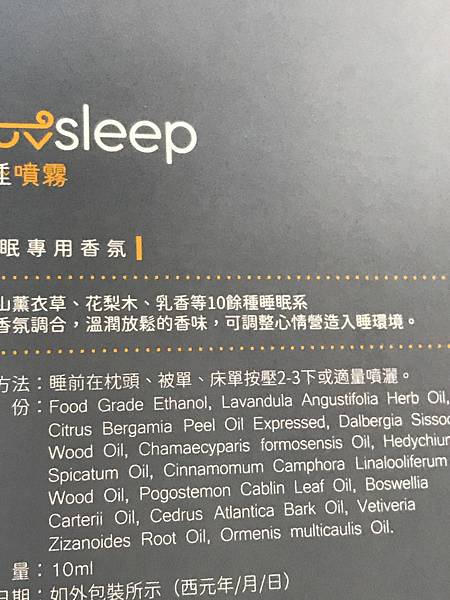 sleep
噴霧
眠專用香氛
山薰衣草、花梨木、乳香等10餘種睡眠系
香氛調合，溫潤放鬆的香味，可調整心情營造入睡環境。
方法：睡前在枕頭、被單、床單按壓2-3下或適量噴灑。
份：Food Grade Ethanol, Lavandula Angustifolia Herb Oil,
Citrus Bergamia Peel Oil Expressed, Dalbergia Sissoo
Wood Oil, Chamaecyparis formosensis Oil, Hedychium
Spicatum Oil, Cinnamomum Camphora Linalooliferum
Wood Oil, Pogostemon Cablin Leaf Oil, Boswellia
Carterii Oil, Cedrus Atlantica Bark Oil, Vetiveria
Zizanoides Root Oil, Ormenis multicaulis Oil.
量：10ml
日期：如外包裝所示（西元年/月/日）